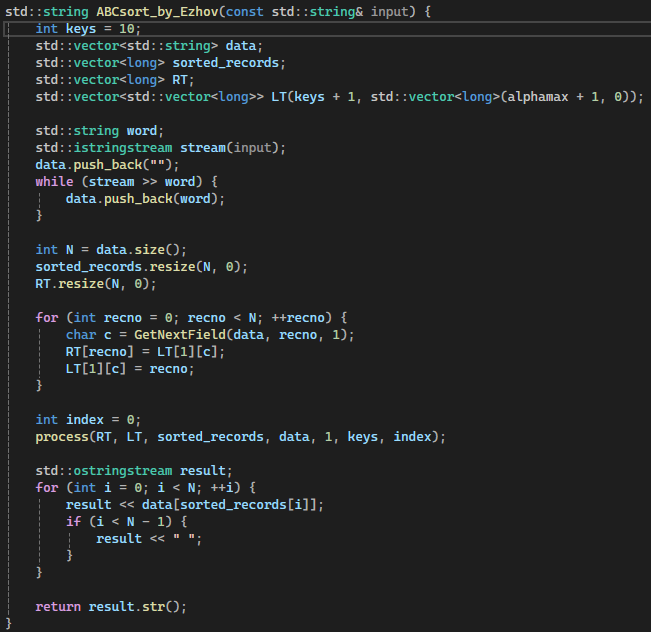 std::string ABCsort_by_Ezhov(const std::string& input) {
    int keys = 10;
    std::vector<std::string> data;
    std::vector<long> sorted_records;
    std::vector<long> RT;
    std::vector<std::vector<long>> LT(keys + 1, std::vector<long>(alphamax + 1, 0));

    std::string word;
    std::istringstream stream(input);
    data.push_back("");
    while (stream >> word) {
        data.push_back(word);
    }

    int N = data.size();
    sorted_records.resize(N, 0);
    RT.resize(N, 0);

    for (int recno = 0; recno < N; ++recno) {
        char c = GetNextField(data, recno, 1);
        RT[recno] = LT[1][c];
        LT[1][c] = recno;
    }

    int index = 0;
    process(RT, LT, sorted_records, data, 1, keys, index);

    std::ostringstream result;
    for (int i = 0; i < N; ++i) {
        result << data[sorted_records[i]];
        if (i < N - 1) {
            result << " ";
        }
    }

    return result.str();
}